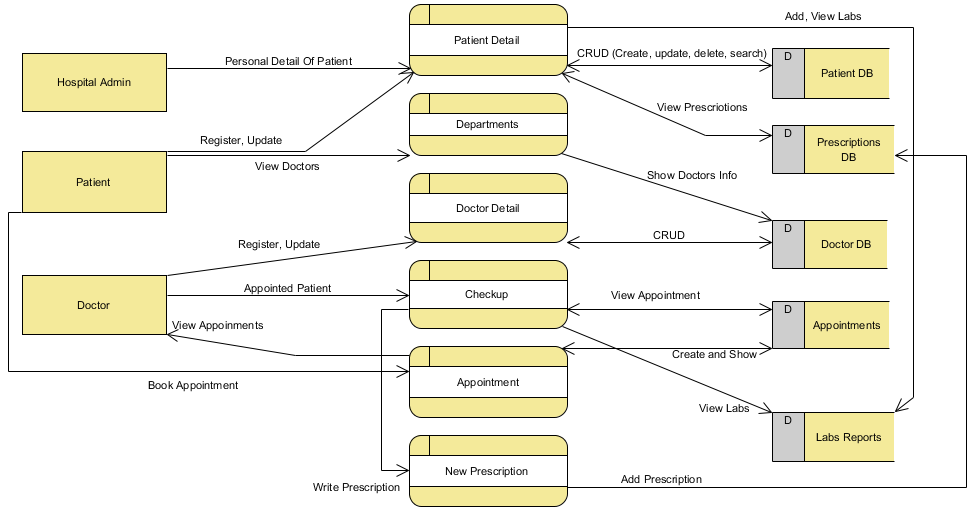 Add, View Labs
Patient Detail
CRUD (Create, update, delete, search)
D
Patient DB
Personal Detail Of Patient
Hospital Admin
View Prescriotions
Departments
D
Prescriptions
DB
Register, Update
View Doctors
Patient
Show Doctors Info
Doctor Detail
D
Doctor DB
CRUD
Register, Update
Appointed Patient
Checkup
View Appointment
D
Appointments
Doctor
View Appoinments
Create and Show
Appointment
Book Appointment
View Labs
D
Labs Reports
New Prescription
Write Prescription
Add Prescription